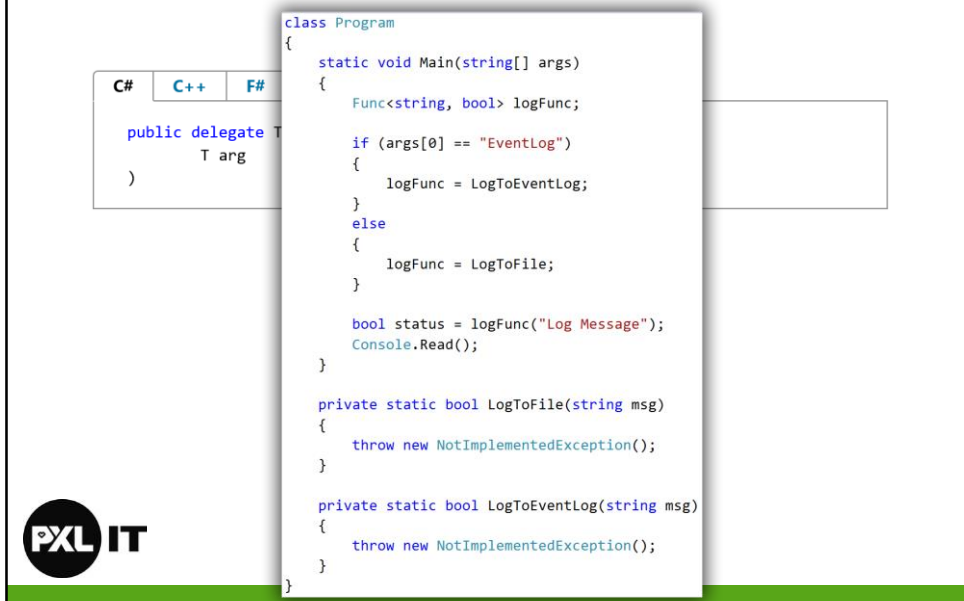 class Program
{
static void Main(string[] args)
{
Func<string, bool> logFunc;
if (args[0] == "EventLog")
{
logFunc = LogToEventLog;
}
else
{
logFunc = LogToFile;
}
bool status = logFunc("Log Message");
Console.Read();
}
private static bool LogToFile(string msg)
{
throw new NotImplementedException();
}
private static bool LogToEventLog(string msg)
{
throw new NotImplementedException();
}
}
C# C++ F#
public delegate T
T arg
)
PXL IT